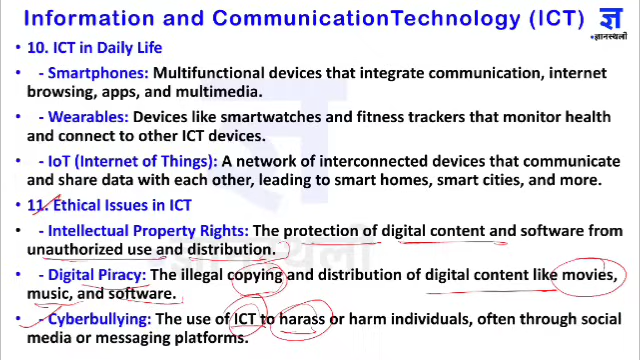 Information and Communication Technology (ICT)
ज्ञ
ज्ञानस्थली
• 10. ICT in Daily Life
• - Smartphones: Multifunctional devices that integrate communication, internet
browsing, apps, and multimedia.
• - Wearables: Devices like smartwatches and fitness trackers that monitor health
and connect to other ICT devices.
• - IoT (Internet of Things): A network of interconnected devices that communicate
and share data with each other, leading to smart homes, smart cities, and more.
• 11. Ethical Issues in ICT
• - Intellectual Property Rights: The protection of digital content and software from
unauthorized use and distribution.
• - Digital Piracy: The illegal copying and distribution of digital content like movies,
music, and software.
• - Cyberbullying: The use of ICT to harass or harm individuals, often through social
media or messaging platforms.